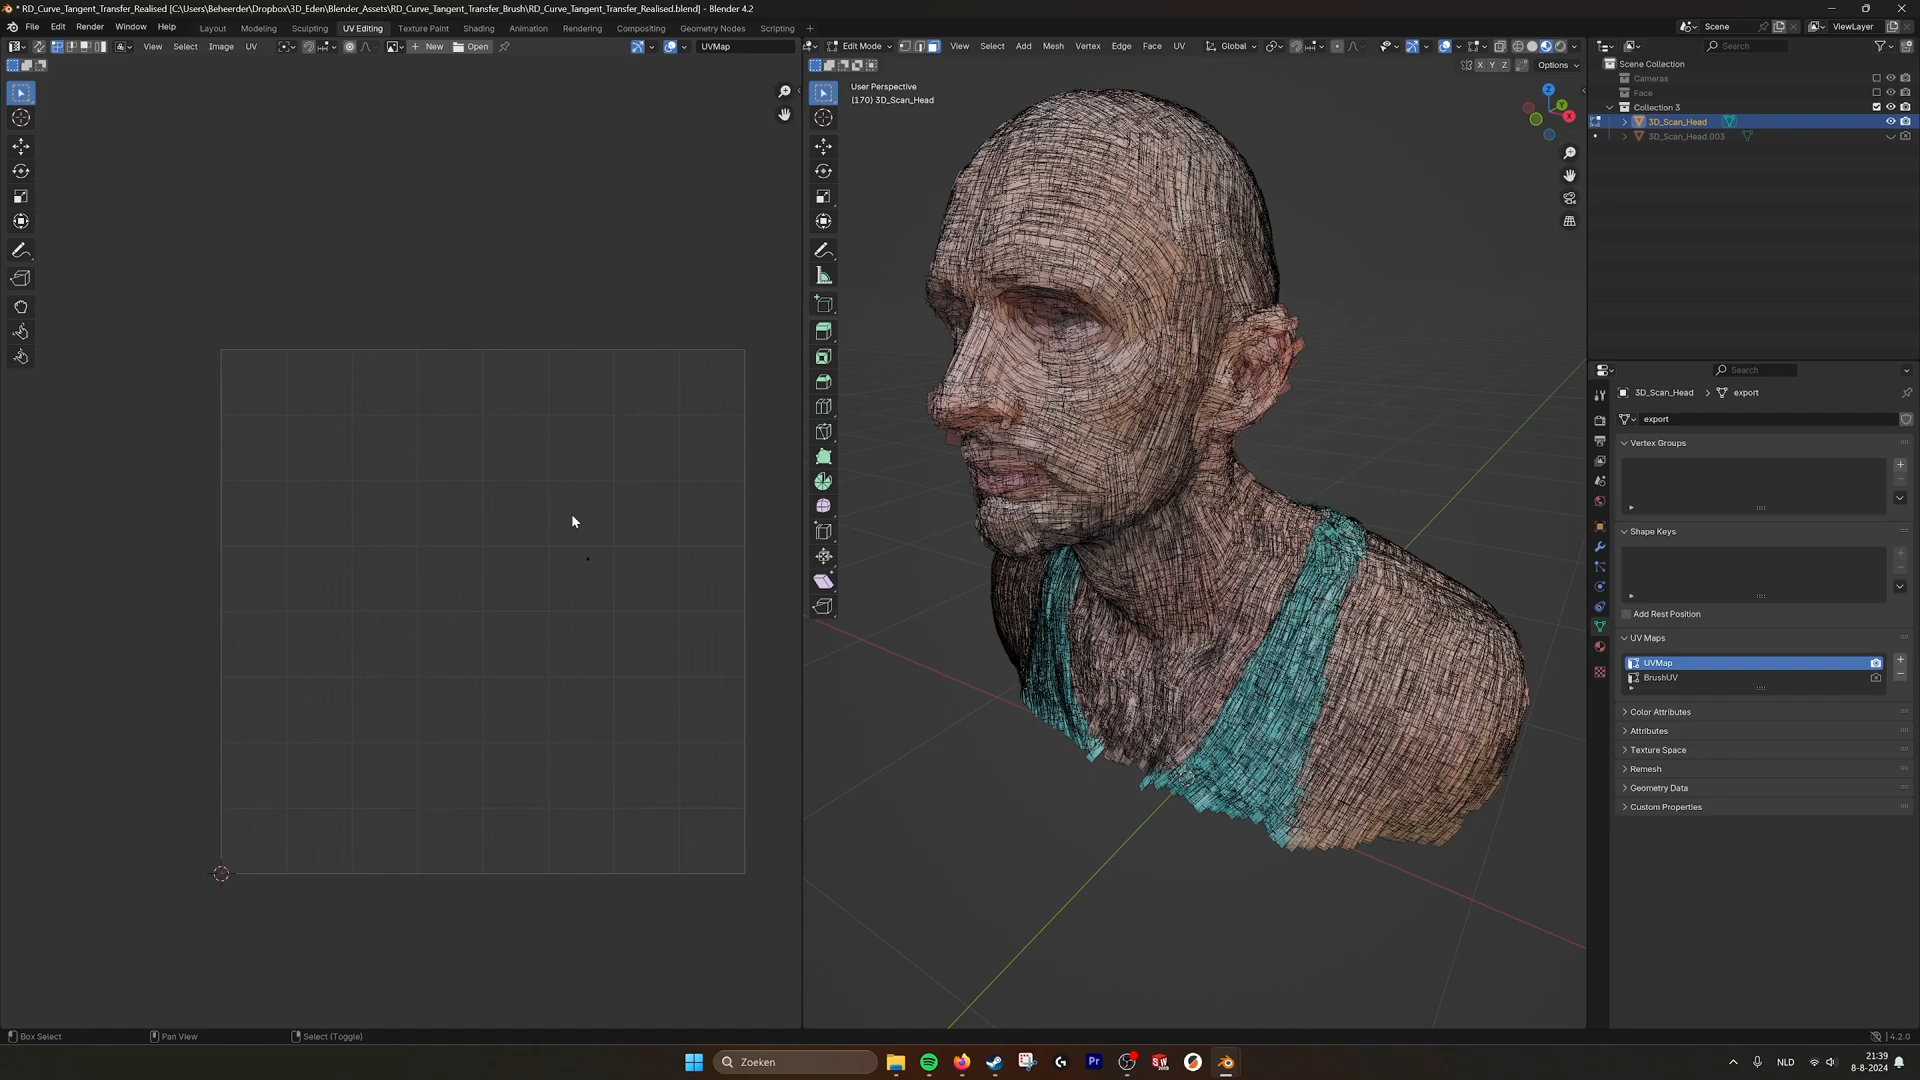 * RD_Curve_Tangent_Transfer_Realised [C:\Users\Beheerder\Dropbox\3D_Eden\Blender_Assets\RD_Curve_Tangent_Transfer_Brush\RD_Curve_Tangent_Transfer_Realised.blend] - Blender 4.2
File Edit Render Window Help Layout Modeling Sculpting UV Editing Texture Paint Shading Animation Rendering Compositing Geometry Nodes Scripting + Scene ViewLayer
View Select Image UV New Open UVMap Edit Mode View Select Add Mesh Vertex Edge Face UV Global Search
X Y Z Options
User Perspective
(170) 3D_Scan_Head
Scene Collection
Cameras
Face
Collection 3
3D_Scan_Head
3D_Scan_Head.003
Z
Y
X
Search
3D_Scan_Head > export
export
Vertex Groups
Shape Keys
Add Rest Position
UV Maps
UVMap
BrushUV
Color Attributes
Attributes
Texture Space
Remesh
Geometry Data
Custom Properties
Box Select Pan View Select (Toggle) 4.2.0
Zoeken Pr SW 2015 NLD 21:39
8-8-2024